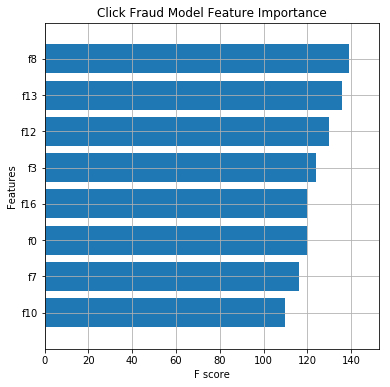 Click Fraud Model Feature Importance
Features
f8
f13
f12
f3
f16
f0
f7
f10
0 20 40 60 80 100 120 140
F score